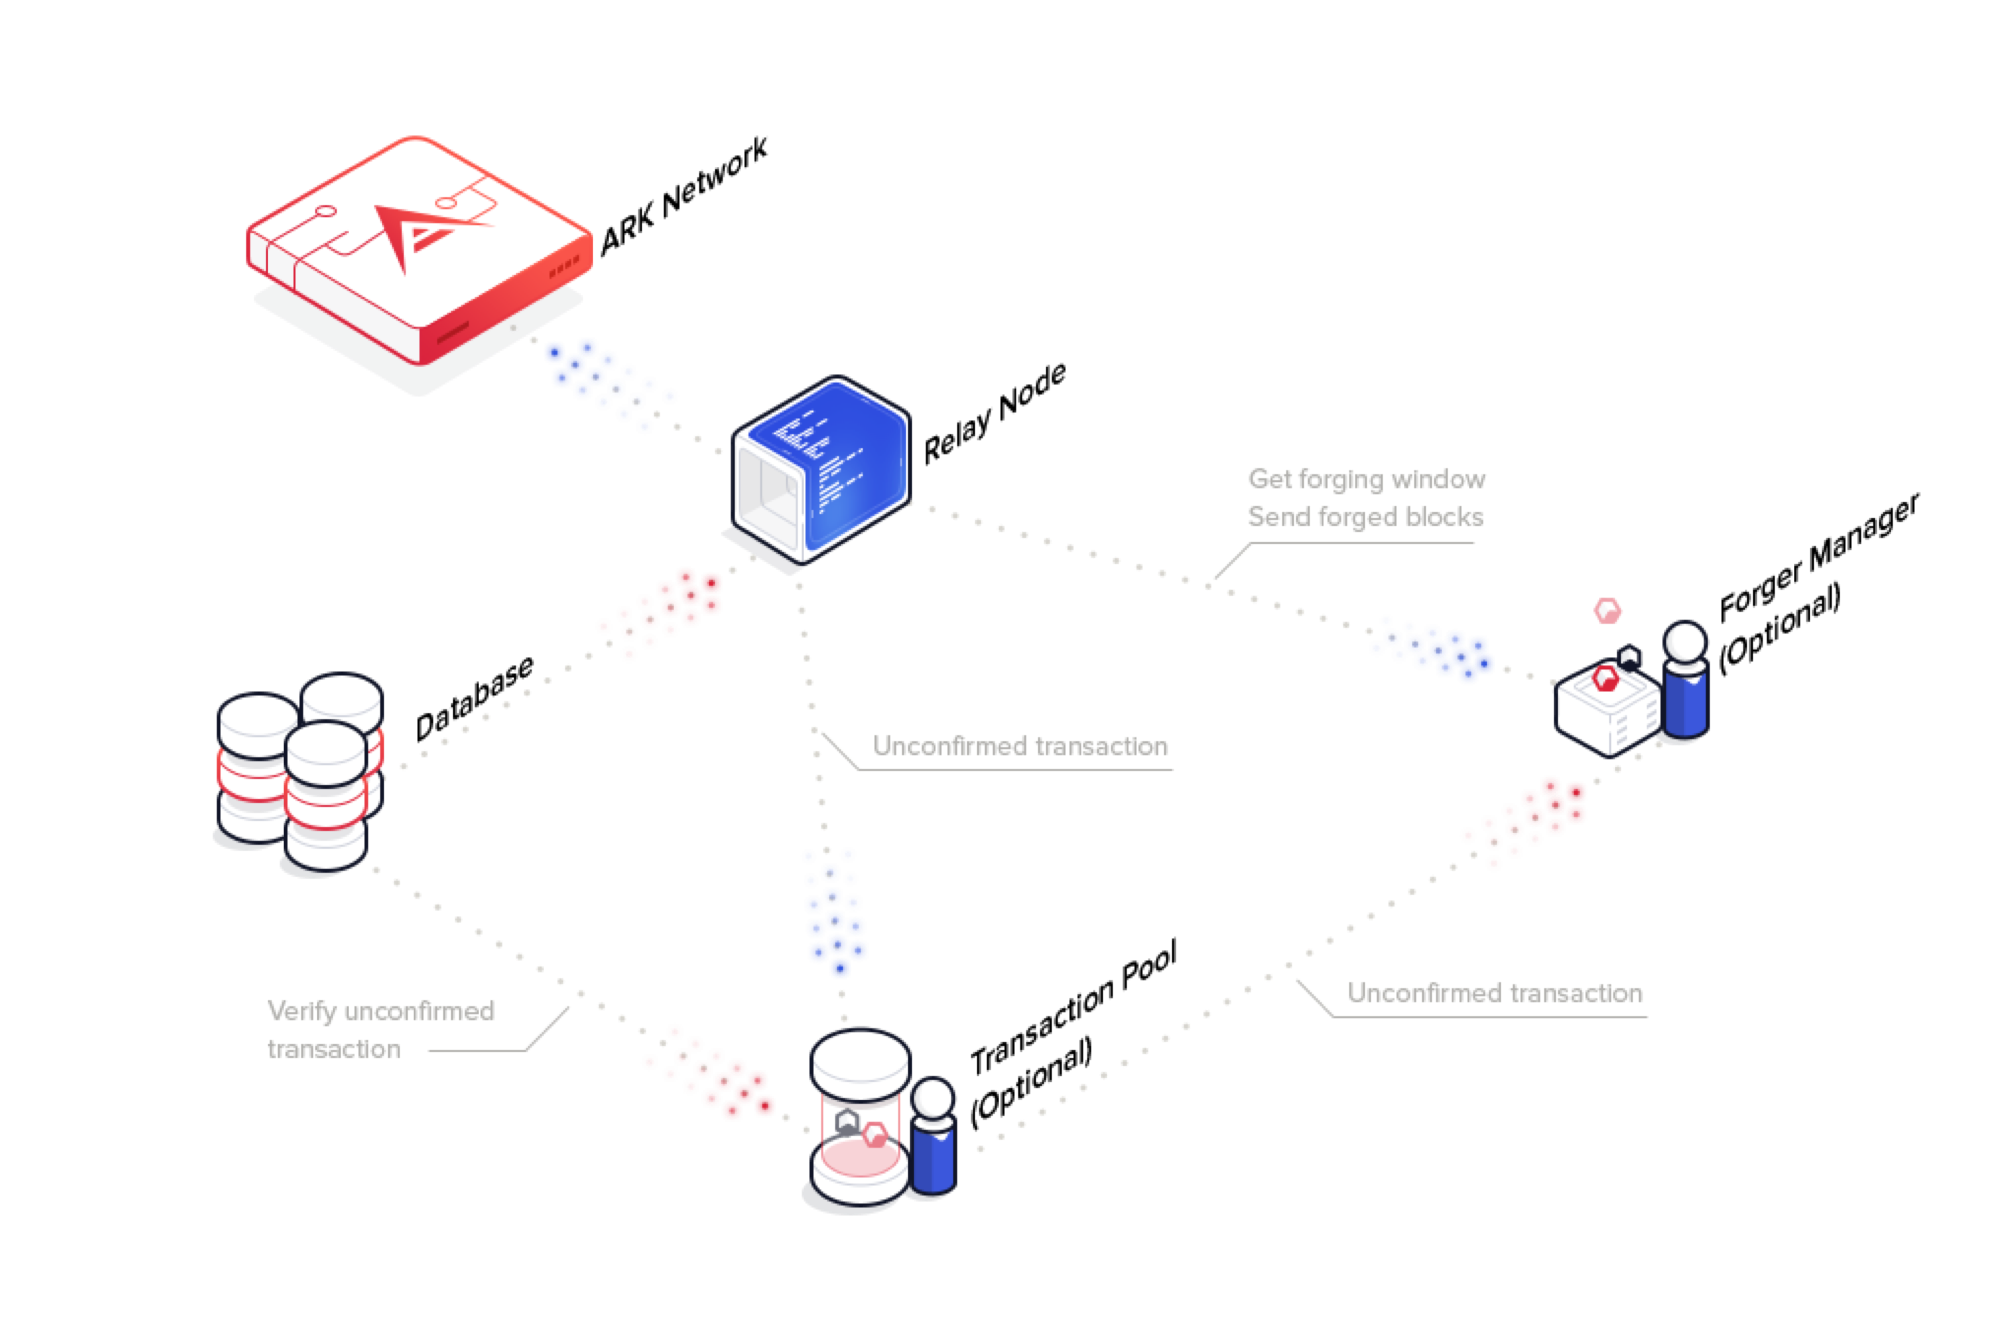 ARK Network
Relay Node
Get forging window
Send forged blocks
Forger Manager
(Optional)
Database
Unconfirmed transaction
Transaction Pool
(Optional)
Unconfirmed transaction
Verify unconfirmed
transaction